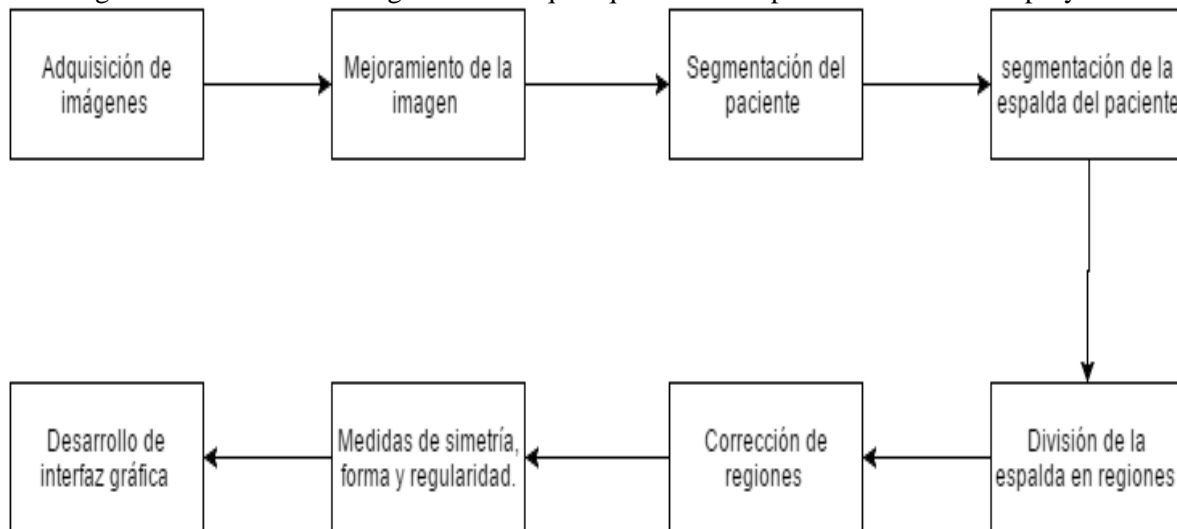 Adquisición de
imágenes
Mejoramiento de la
imagen
Segmentación del
paciente
segmentación de la
espalda del paciente
División de la
espalda en regiones
Corrección de
regiones
Medidas de simetría,
forma y regularidad.
Desarrollo de
interfaz gráfica